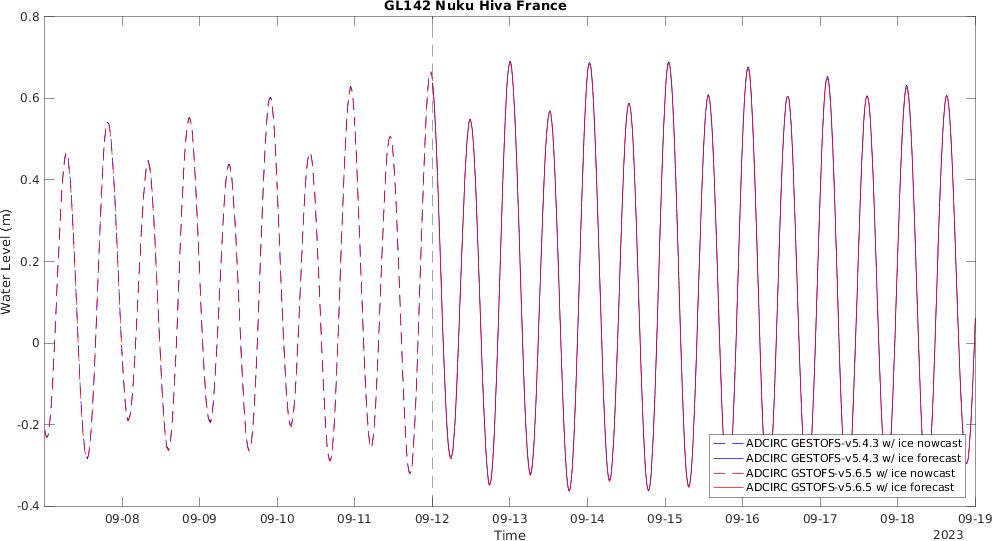 GL142 Nuku Hiva France
Water Level (m)
0.8
0.6
0.4
0.2
0
-0.2
-0.4
ADCIRC GESTOFS-v5.4.3 w/ ice nowcast
ADCIRC GESTOFS-v5.4.3 w/ ice forecast
ADCIRC GSTOFS-v5.6.5 w/ ice nowcast
ADCIRC GSTOFS-v5.6.5 w/ ice forecast
09-08 09-09 09-10 09-11 09-12 09-13 09-14 09-15 09-16 09-17 09-18 09-19
Time
2023